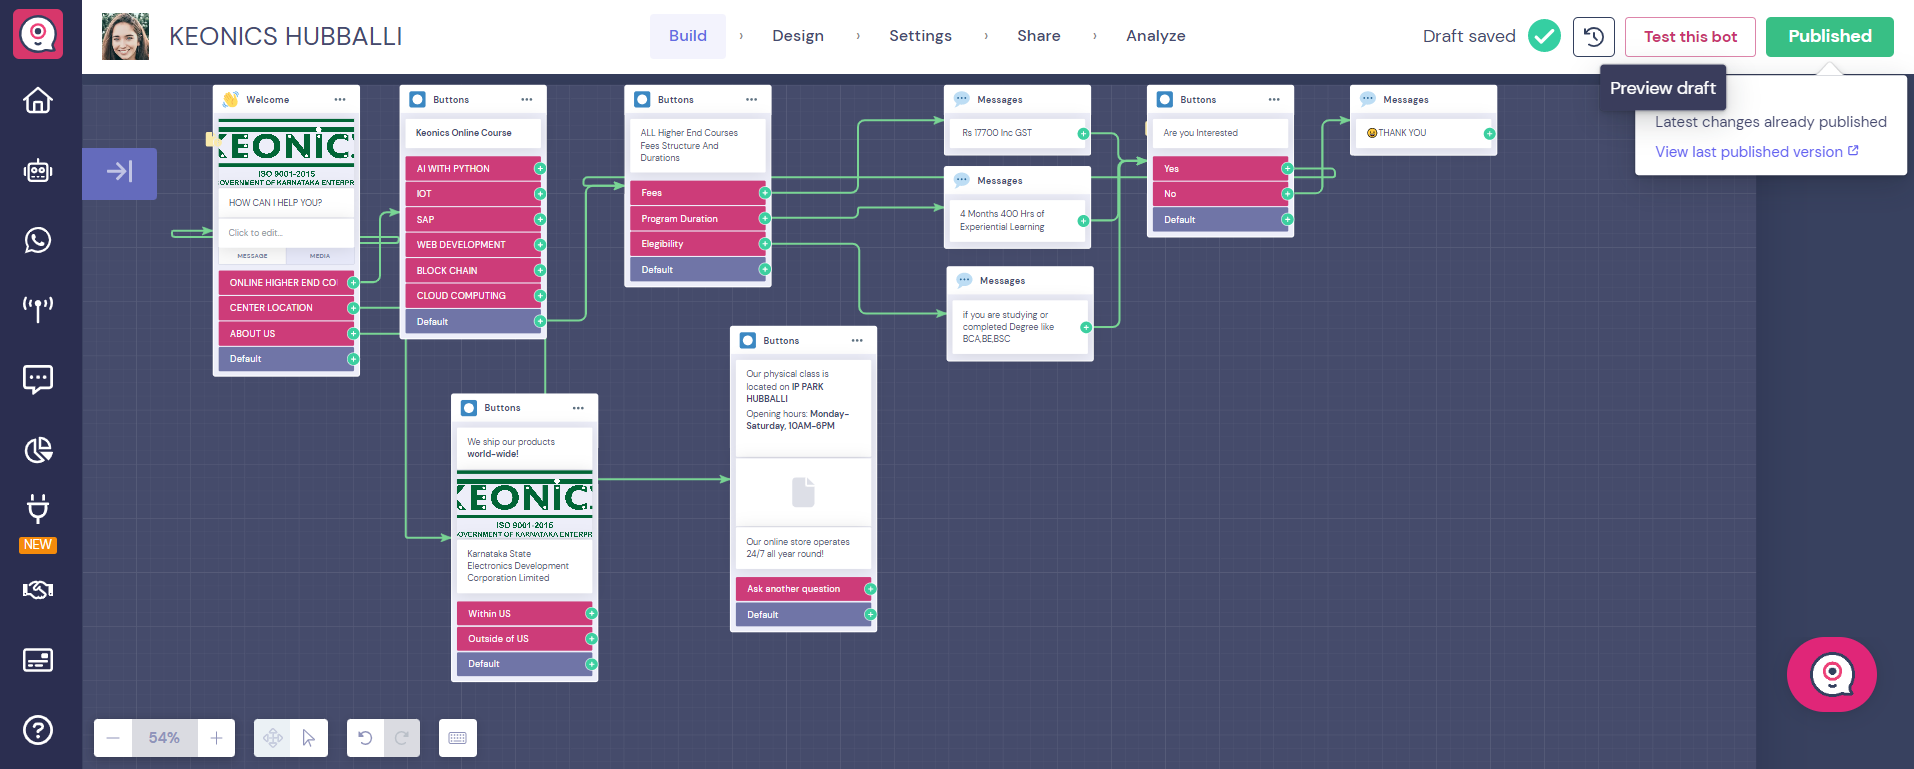 KEONICS HUBBALLI
Build
Design
Settings
Share
Analyze
Draft saved
Test this bot
Published
Preview draft
Latest changes already published
View last published version
NEW
Welcome
KEONICS
ISO 9001-2015
GOVERNMENT OF KARNATAKA ENTERPR
HOW CAN I HELP YOU?
Click to edit...
MESSAGE
MEDIA
ONLINE HIGHER END CO
CENTER LOCATION
ABOUT US
Default
Buttons
Keonics Online Course
AI WITH PYTHON
IOT
SAP
WEB DEVELOPMENT
BLOCK CHAIN
CLOUD COMPUTING
Default
Buttons
ALL Higher End Courses
Fees Structure And
Durations
Fees
Program Duration
Elegibility
Default
Messages
Rs 17700 Inc GST
Messages
4 Months 400 Hrs of
Experiential Learning
Messages
if you are studying or
completed Degree like
BCA,BE,BSC
Buttons
Are you Interested
Yes
No
Default
Messages
😀THANK YOU
Buttons
We ship our products
world-wide!
KEONICS
ISO 9001-2015
GOVERNMENT OF KARNATAKA ENTERPR
Karnataka State
Electronics Development
Corporation Limited
Within US
Outside of US
Default
Buttons
Our physical class is
located on IP PARK
HUBBALLI
Opening hours: Monday-
Saturday, 10AM-6PM
Our online store operates
24/7 all year round!
Ask another question
Default
54%